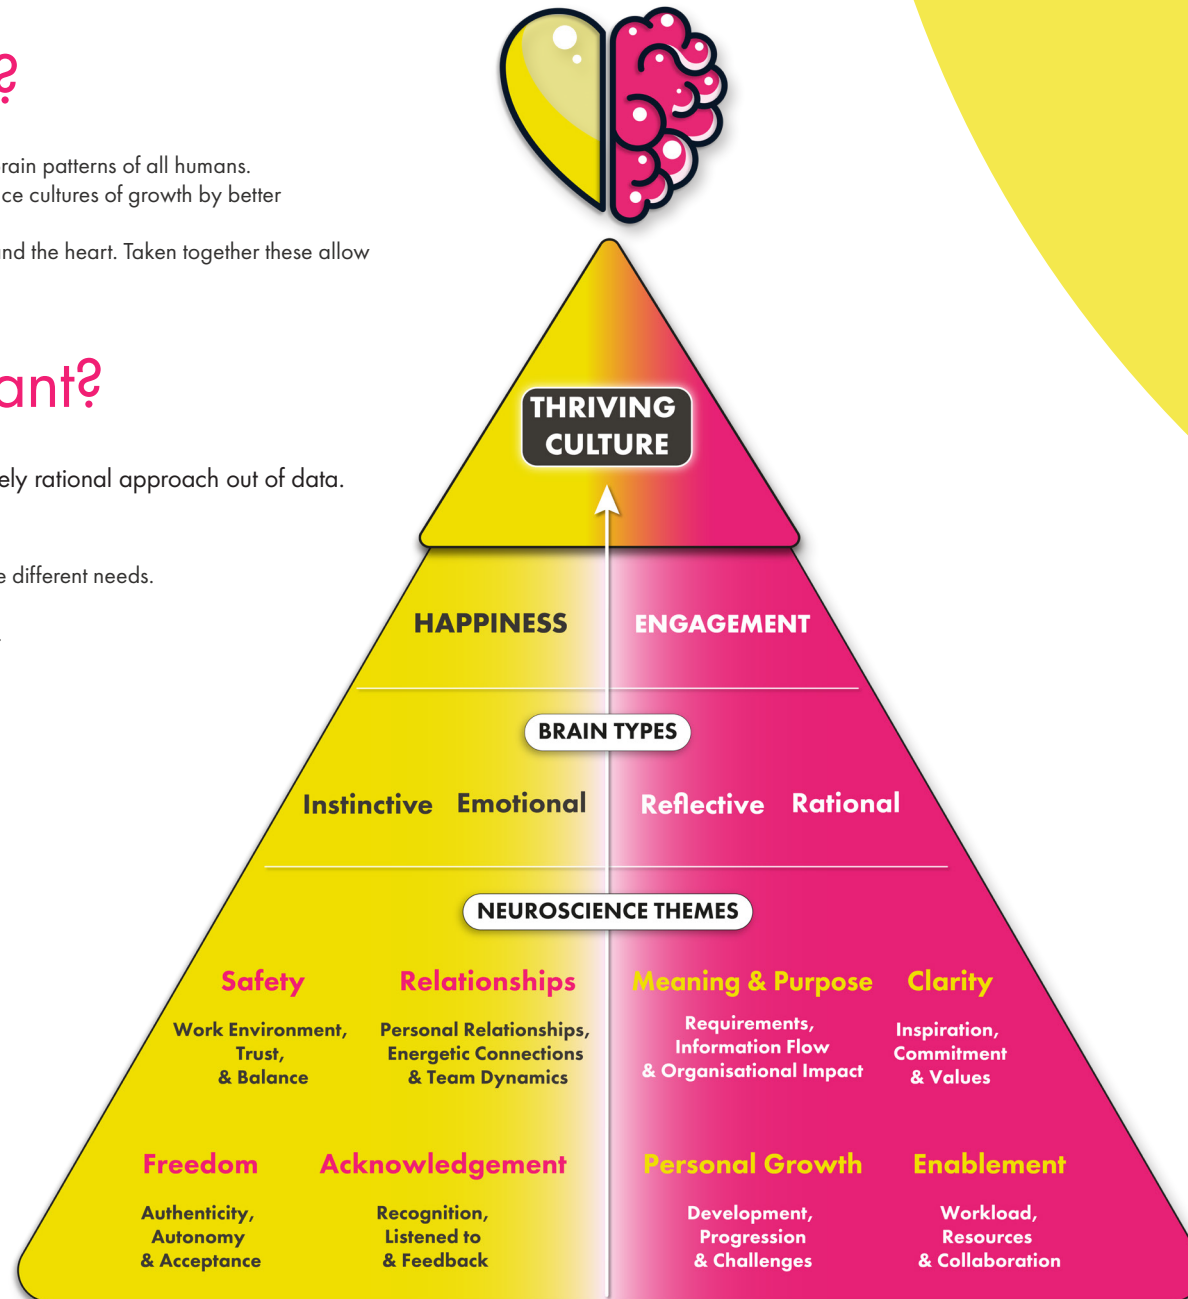 ?
rain patterns of all humans.
ce cultures of growth by better
nd the heart. Taken together these allow
ant?
ely rational approach out of data.
e different needs.
.
THRIVING
CULTURE
HAPPINESS
ENGAGEMENT
BRAIN TYPES
Instinctive
Emotional
Reflective
Rational
NEUROSCIENCE THEMES
Safety
Work Environment,
Trust,
& Balance
Relationships
Personal Relationships,
Energetic Connections
& Team Dynamics
Meaning & Purpose
Requirements,
Information Flow
& Organisational Impact
Clarity
Inspiration,
Commitment
& Values
Freedom
Authenticity,
Autonomy
& Acceptance
Acknowledgement
Recognition,
Listened to
& Feedback
Personal Growth
Development,
Progression
& Challenges
Enablement
Workload,
Resources
& Collaboration